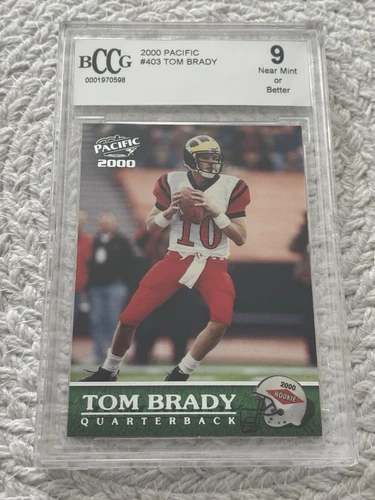 BCCG
0001970598
2000 PACIFIC
#403 TOM BRADY
9
Near Mint
or
Better
PACIFIC
2000
10
TOM BRADY
QUARTERBACK
2000
ROOKIE